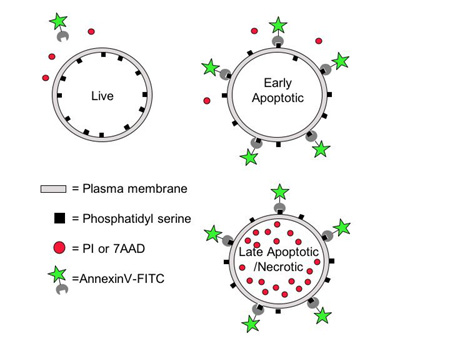 Live
Early
Apoptotic
= Plasma membrane
= Phosphatidyl serine
= PI or 7AAD
=AnnexinV-FITC
Late Apoptotic
/Necrotic